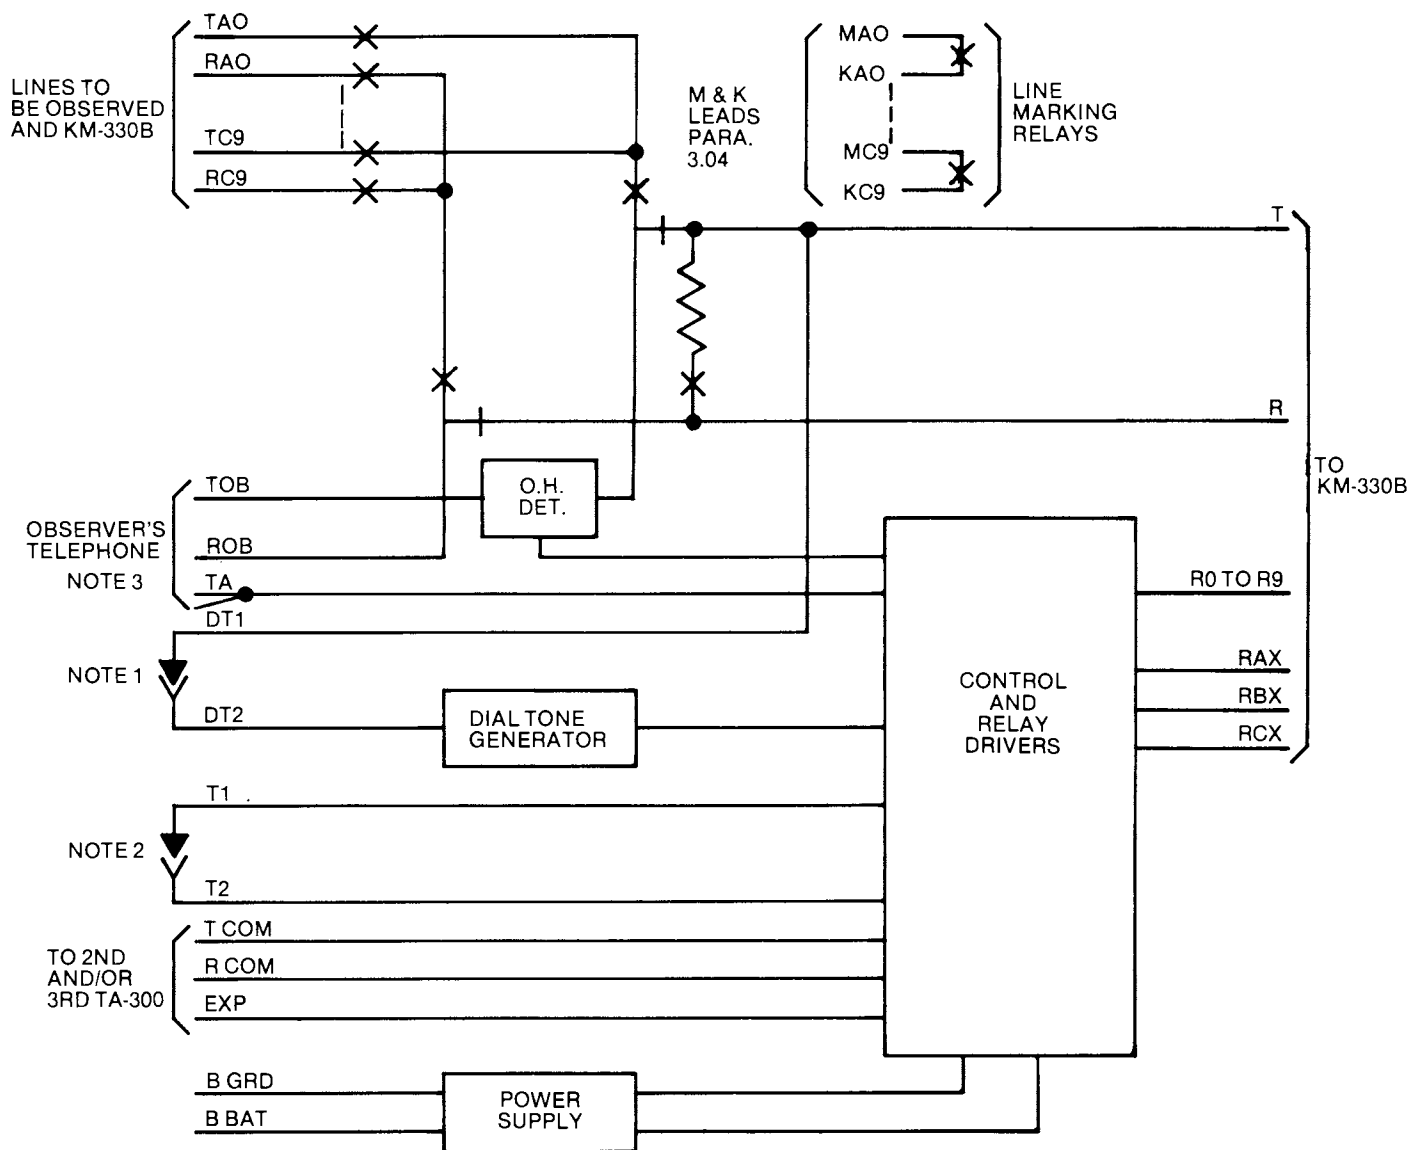 TAO
RAO
LINES TO
BE OBSERVED
AND KM-330B
TC9
RC9
M & K
LEADS
PARA.
3.04
MAO
KAO
MC9
KC9
LINE
MARKING
RELAYS
T
R
TO
KM-330B
TOB
O.H.
DET.
OBSERVER'S
TELEPHONE
ROB
NOTE 3
TA
DT1
NOTE 1
DT2
DIAL TONE
GENERATOR
CONTROL
AND
RELAY
DRIVERS
R0 TO R9
RAX
RBX
RCX
T1
NOTE 2
T2
T COM
TO 2ND
AND/OR
3RD TA-300
R COM
EXP
B GRD
B BAT
POWER
SUPPLY